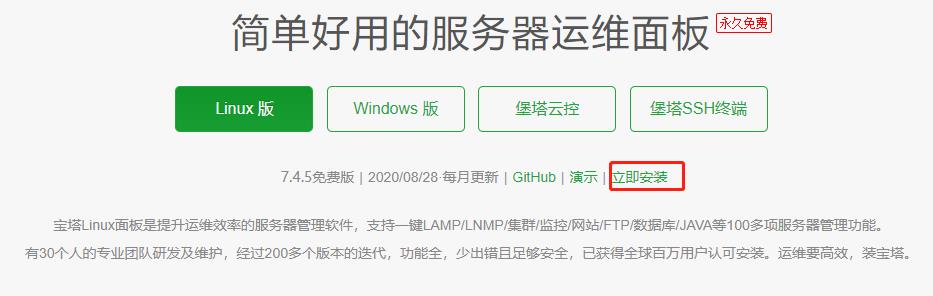 简单好用的服务器运维面板 永久免费
Linux 版 Windows 版 堡塔云控 堡塔SSH终端
7.4.5免费版 | 2020/08/28·每月更新 | GitHub | 演示 | 立即安装
宝塔Linux面板是提升运维效率的服务器管理软件，支持一键LAMP/LNMP/集群/监控/网站/FTP/数据库/JAVA等100多项服务器管理功能。
有30个人的专业团队研发及维护，经过200多个版本的迭代，功能全，少出错且足够安全，已获得全球百万用户认可安装。运维要高效，装宝塔。